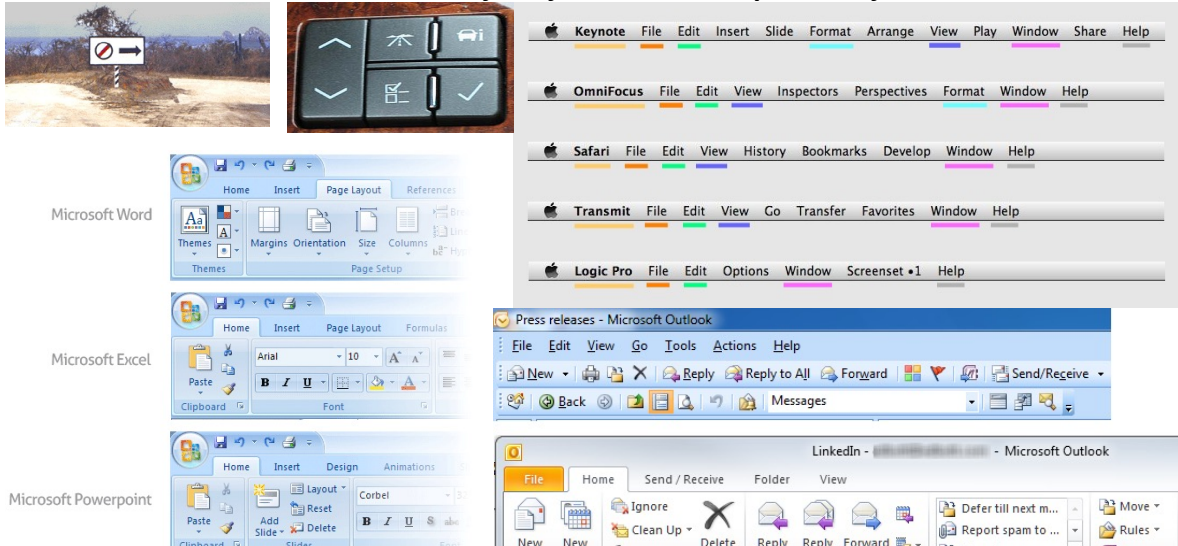 Keynote File Edit Insert Slide Format Arrange View Play Window Share Help
OmniFocus File Edit View Inspectors Perspectives Format Window Help
Safari File Edit View History Bookmarks Develop Window Help
Transmit File Edit View Go Transfer Favorites Window Help
Logic Pro File Edit Options Window Screenset •1 Help
i
Microsoft Word
Home Insert Page Layout References
Aa
A
Themes Margins Orientation Size Columns
Themes Page Setup
Microsoft Excel
Home Insert Page Layout Formulas
Arial 10 A A
Paste B I U A
Clipboard Font
Microsoft Powerpoint
Home Insert Design Animations
Layout
Corbel
Reset
Paste Add Slide Delete B I U S abc
Clipboard Slides
Press releases - Microsoft Outlook
File Edit View Go Tools Actions Help
New Reply Reply to All Forward Send/Receive
Back Messages
LinkedIn - - Microsoft Outlook
File Home Send / Receive Folder View
Ignore Defer till next m... Move
Clean Up Report spam to ... Rules
New New Delete Reply Reply Forward